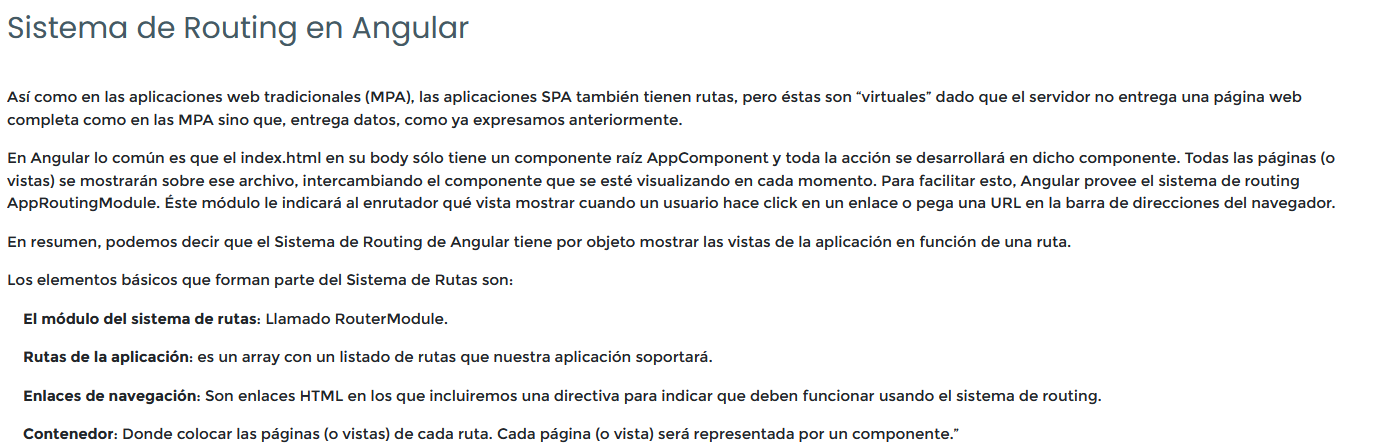 Sistema de Routing en Angular
Así como en las aplicaciones web tradicionales (MPA), las aplicaciones SPA también tienen rutas, pero éstas son “virtuales” dado que el servidor no entrega una página web
completa como en las MPA sino que, entrega datos, como ya expresamos anteriormente.
En Angular lo común es que el index.html en su body sólo tiene un componente raíz AppComponent y toda la acción se desarrollará en dicho componente. Todas las páginas (o
vistas) se mostrarán sobre ese archivo, intercambiando el componente que se esté visualizando en cada momento. Para facilitar esto, Angular provee el sistema de routing
AppRoutingModule. Éste módulo le indicará al enrutador qué vista mostrar cuando un usuario hace click en un enlace o pega una URL en la barra de direcciones del navegador.
En resumen, podemos decir que el Sistema de Routing de Angular tiene por objeto mostrar las vistas de la aplicación en función de una ruta.
Los elementos básicos que forman parte del Sistema de Rutas son:
El módulo del sistema de rutas: Llamado RouterModule.
Rutas de la aplicación: es un array con un listado de rutas que nuestra aplicación soportará.
Enlaces de navegación: Son enlaces HTML en los que incluiremos una directiva para indicar que deben funcionar usando el sistema de routing.
Contenedor: Donde colocar las páginas (o vistas) de cada ruta. Cada página (o vista) será representada por un componente.”